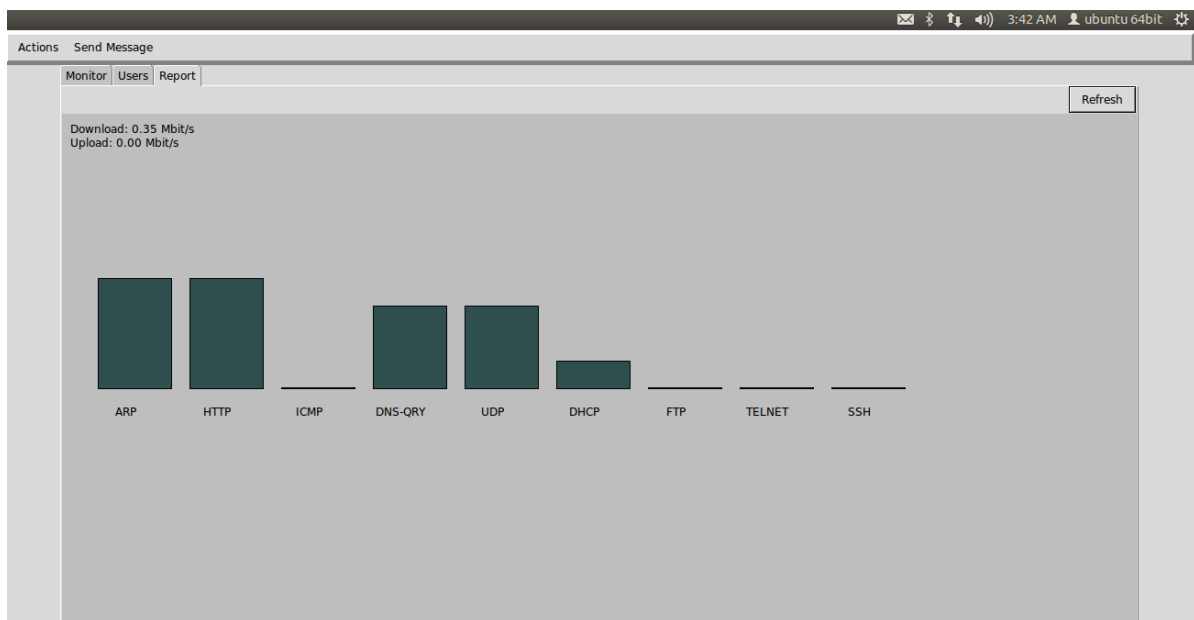 3:42 AM ubuntu 64bit
Actions Send Message
Monitor Users Report
Refresh
Download: 0.35 Mbit/s
Upload: 0.00 Mbit/s
ARP HTTP ICMP DNS-QRY UDP DHCP FTP TELNET SSH